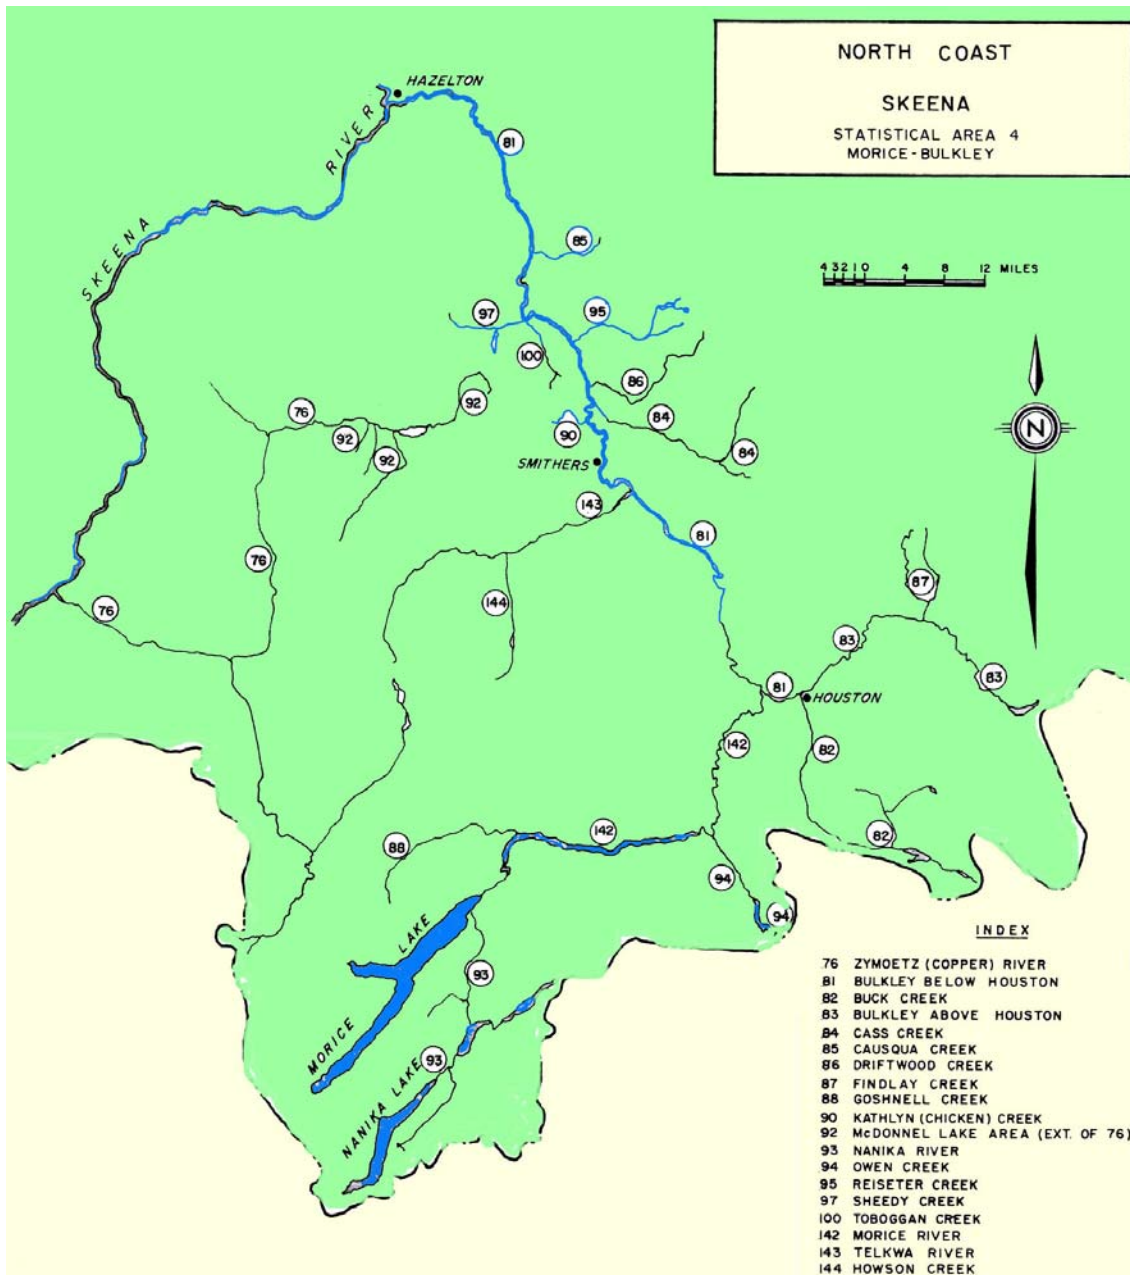 NORTH COAST
SKEENA
STATISTICAL AREA 4
MORICE-BULKLEY
HAZELTON
SKEENA RIVER
81
85
4 3 2 1 0 4 8 12 MILES
97
95
100
86
76
92
84
92
90
84
92
N
SMITHERS
143
81
76
87
144
76
83
83
81
HOUSTON
142
82
142
88
82
94
94
MORICE LAKE
93
93
NANIKA LAKE
INDEX
76 ZYMOETZ (COPPER) RIVER
81 BULKLEY BELOW HOUSTON
82 BUCK CREEK
83 BULKLEY ABOVE HOUSTON
84 CASS CREEK
85 CAUSQUA CREEK
86 DRIFTWOOD CREEK
87 FINDLAY CREEK
88 GOSHNELL CREEK
90 KATHLYN (CHICKEN) CREEK
92 McDONNEL LAKE AREA (EXT. OF 76)
93 NANIKA RIVER
94 OWEN CREEK
95 REISETER CREEK
97 SHEEDY CREEK
100 TOBOGGAN CREEK
142 MORICE RIVER
143 TELKWA RIVER
144 HOWSON CREEK